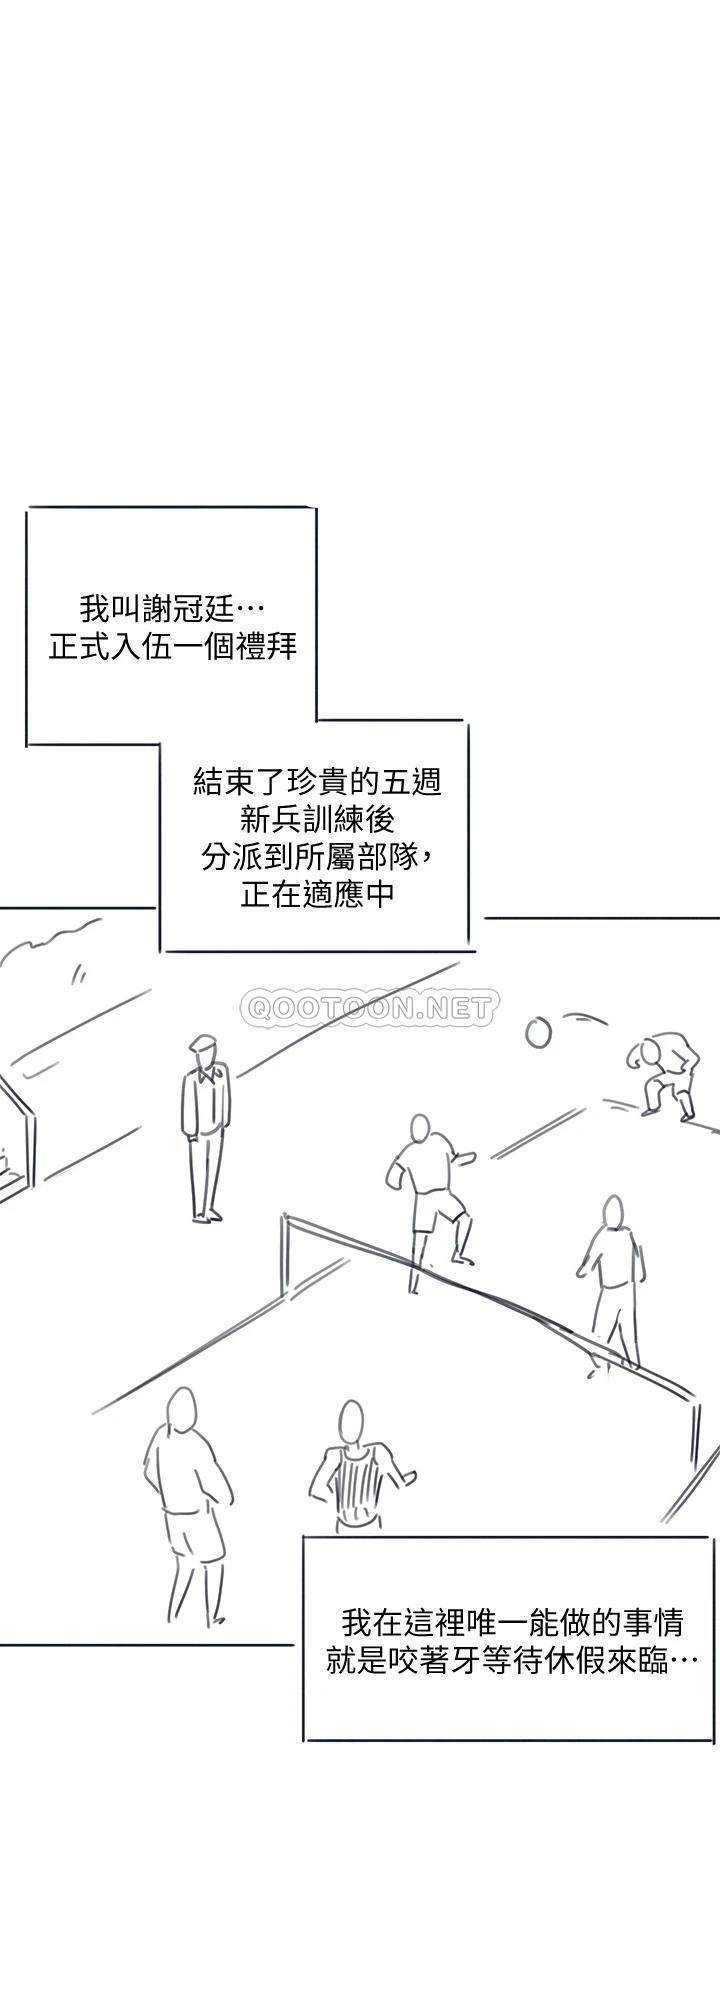 我叫謝冠廷⋯
正式入伍一個禮拜
結束了珍貴的五週
新兵訓練後
分派到所屬部隊，
正在適應中
QOOTOON.NET
我在這裡唯一能做的事情
就是咬著牙等待休假來臨⋯